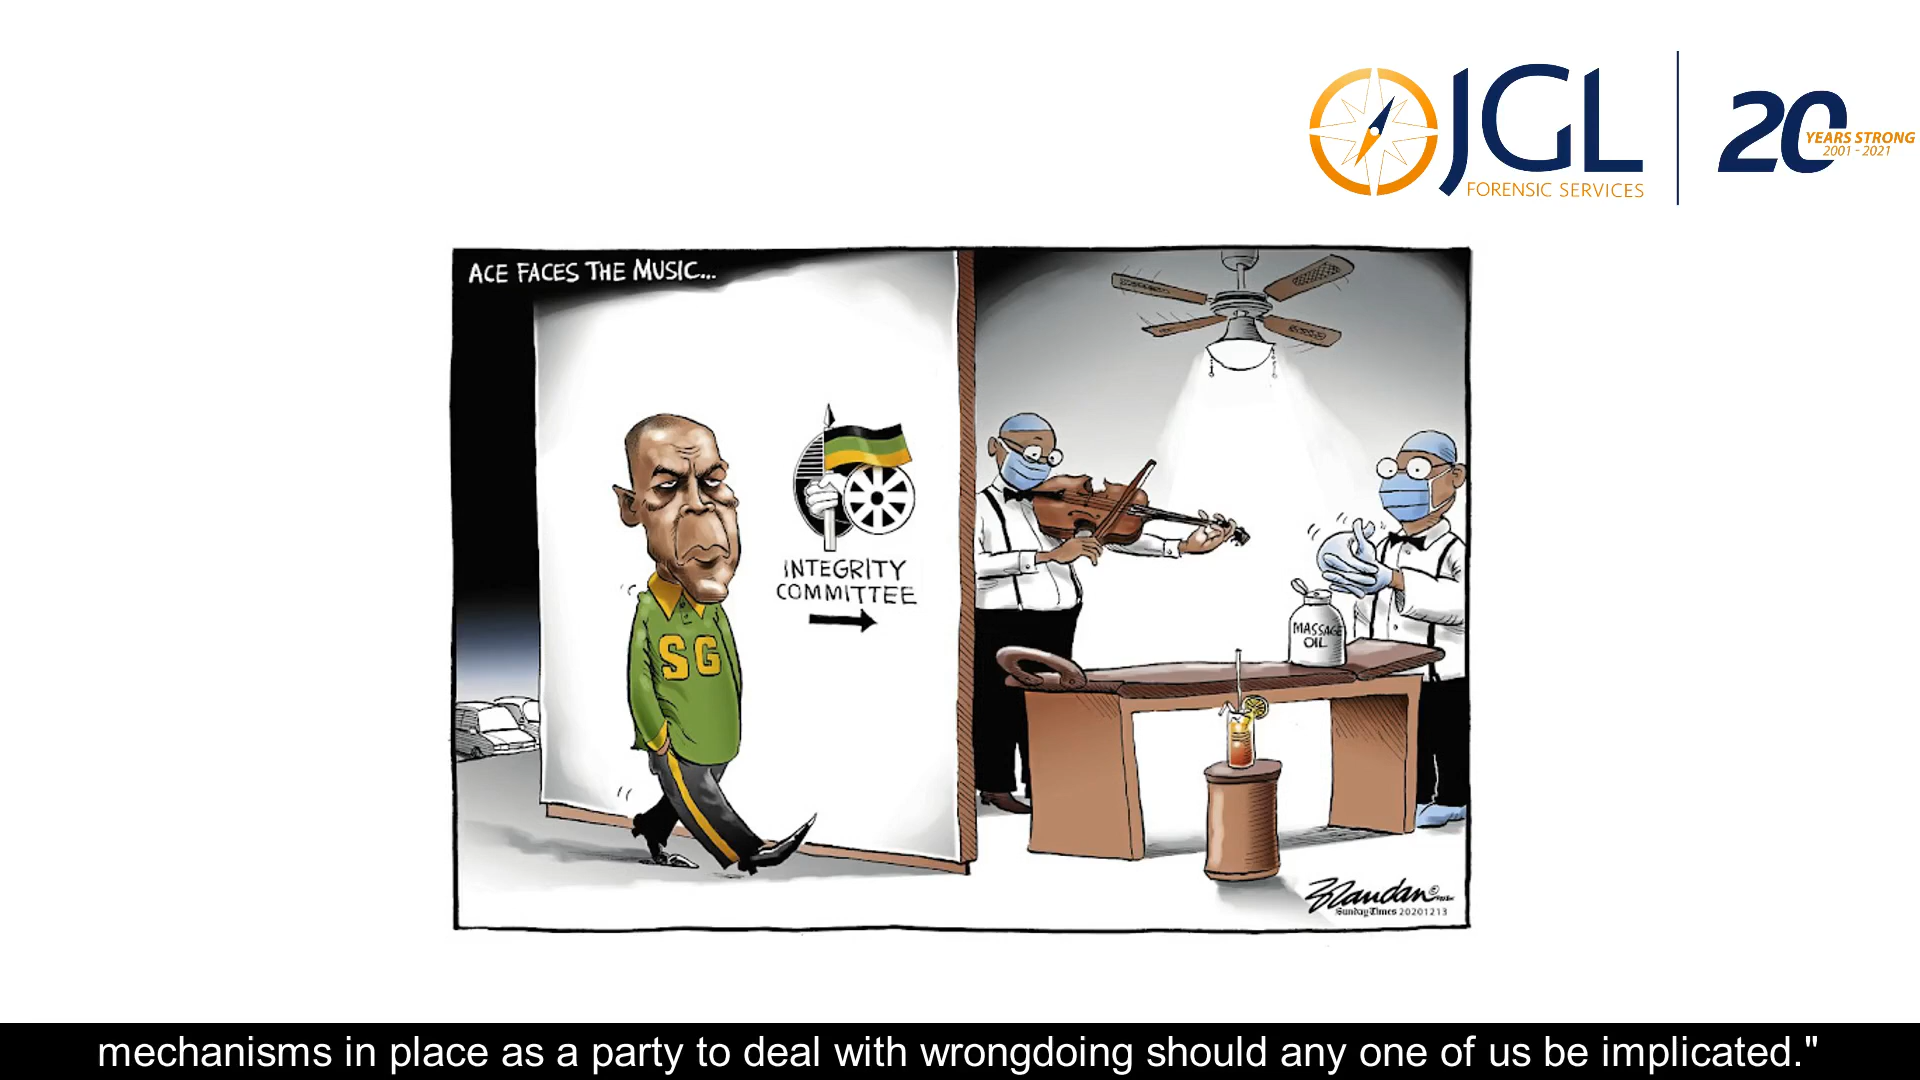 JGL
FORENSIC SERVICES
20
YEARS STRONG
2001 - 2021
ACE FACES THE MUSIC...
INTEGRITY
COMMITTEE
SG
MASSAGE
OIL
Brandan
Sunday Times 20201213
mechanisms in place as a party to deal with wrongdoing should any one of us be implicated."